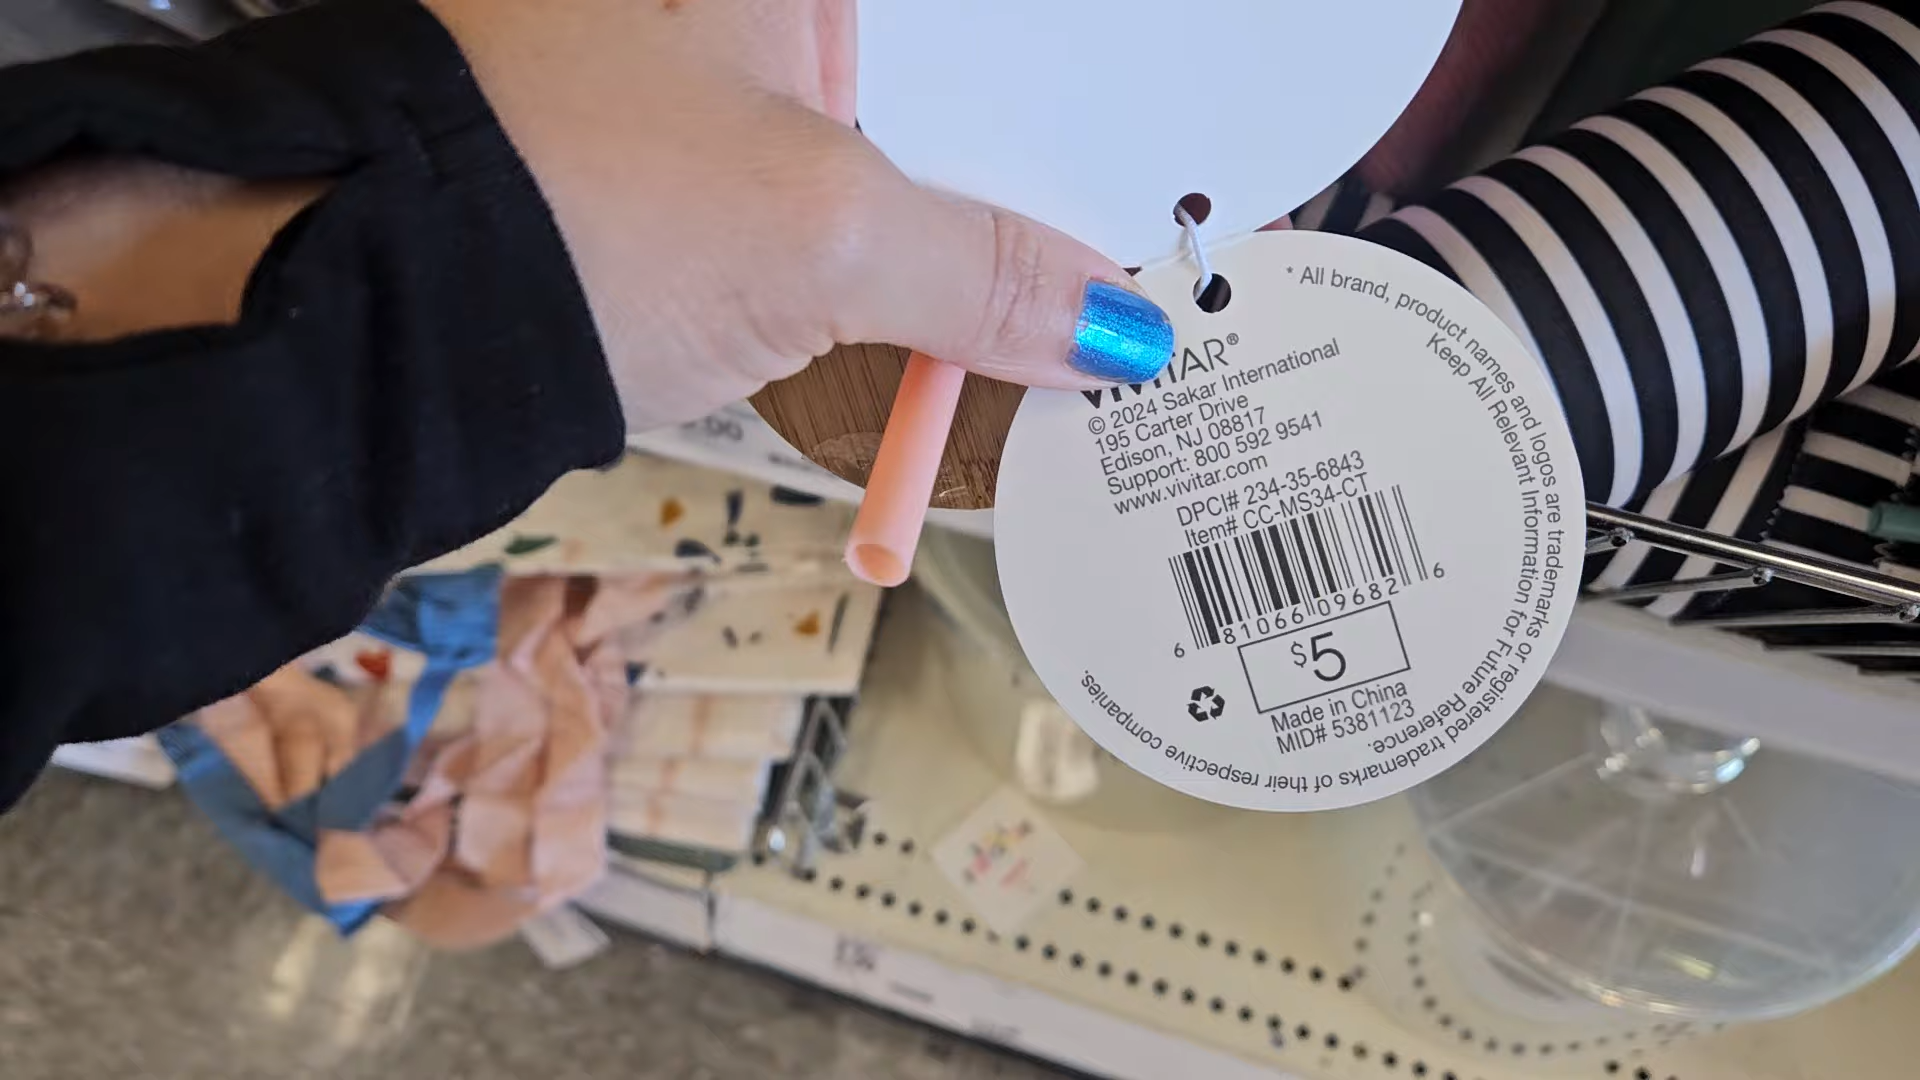 VIVITAR®
© 2024 Sakar International
195 Carter Drive
Edison, NJ 08817
Support: 800 592 9541
www.vivitar.com
DPCI# 234-35-6843
Item# CC-MS34-CT
6 81066 09682 6
$5
Made in China
MID# 5381123
* All brand, product names and logos are trademarks or registered trademarks of their respective companies.
Keep All Relevant Information for Future Reference.